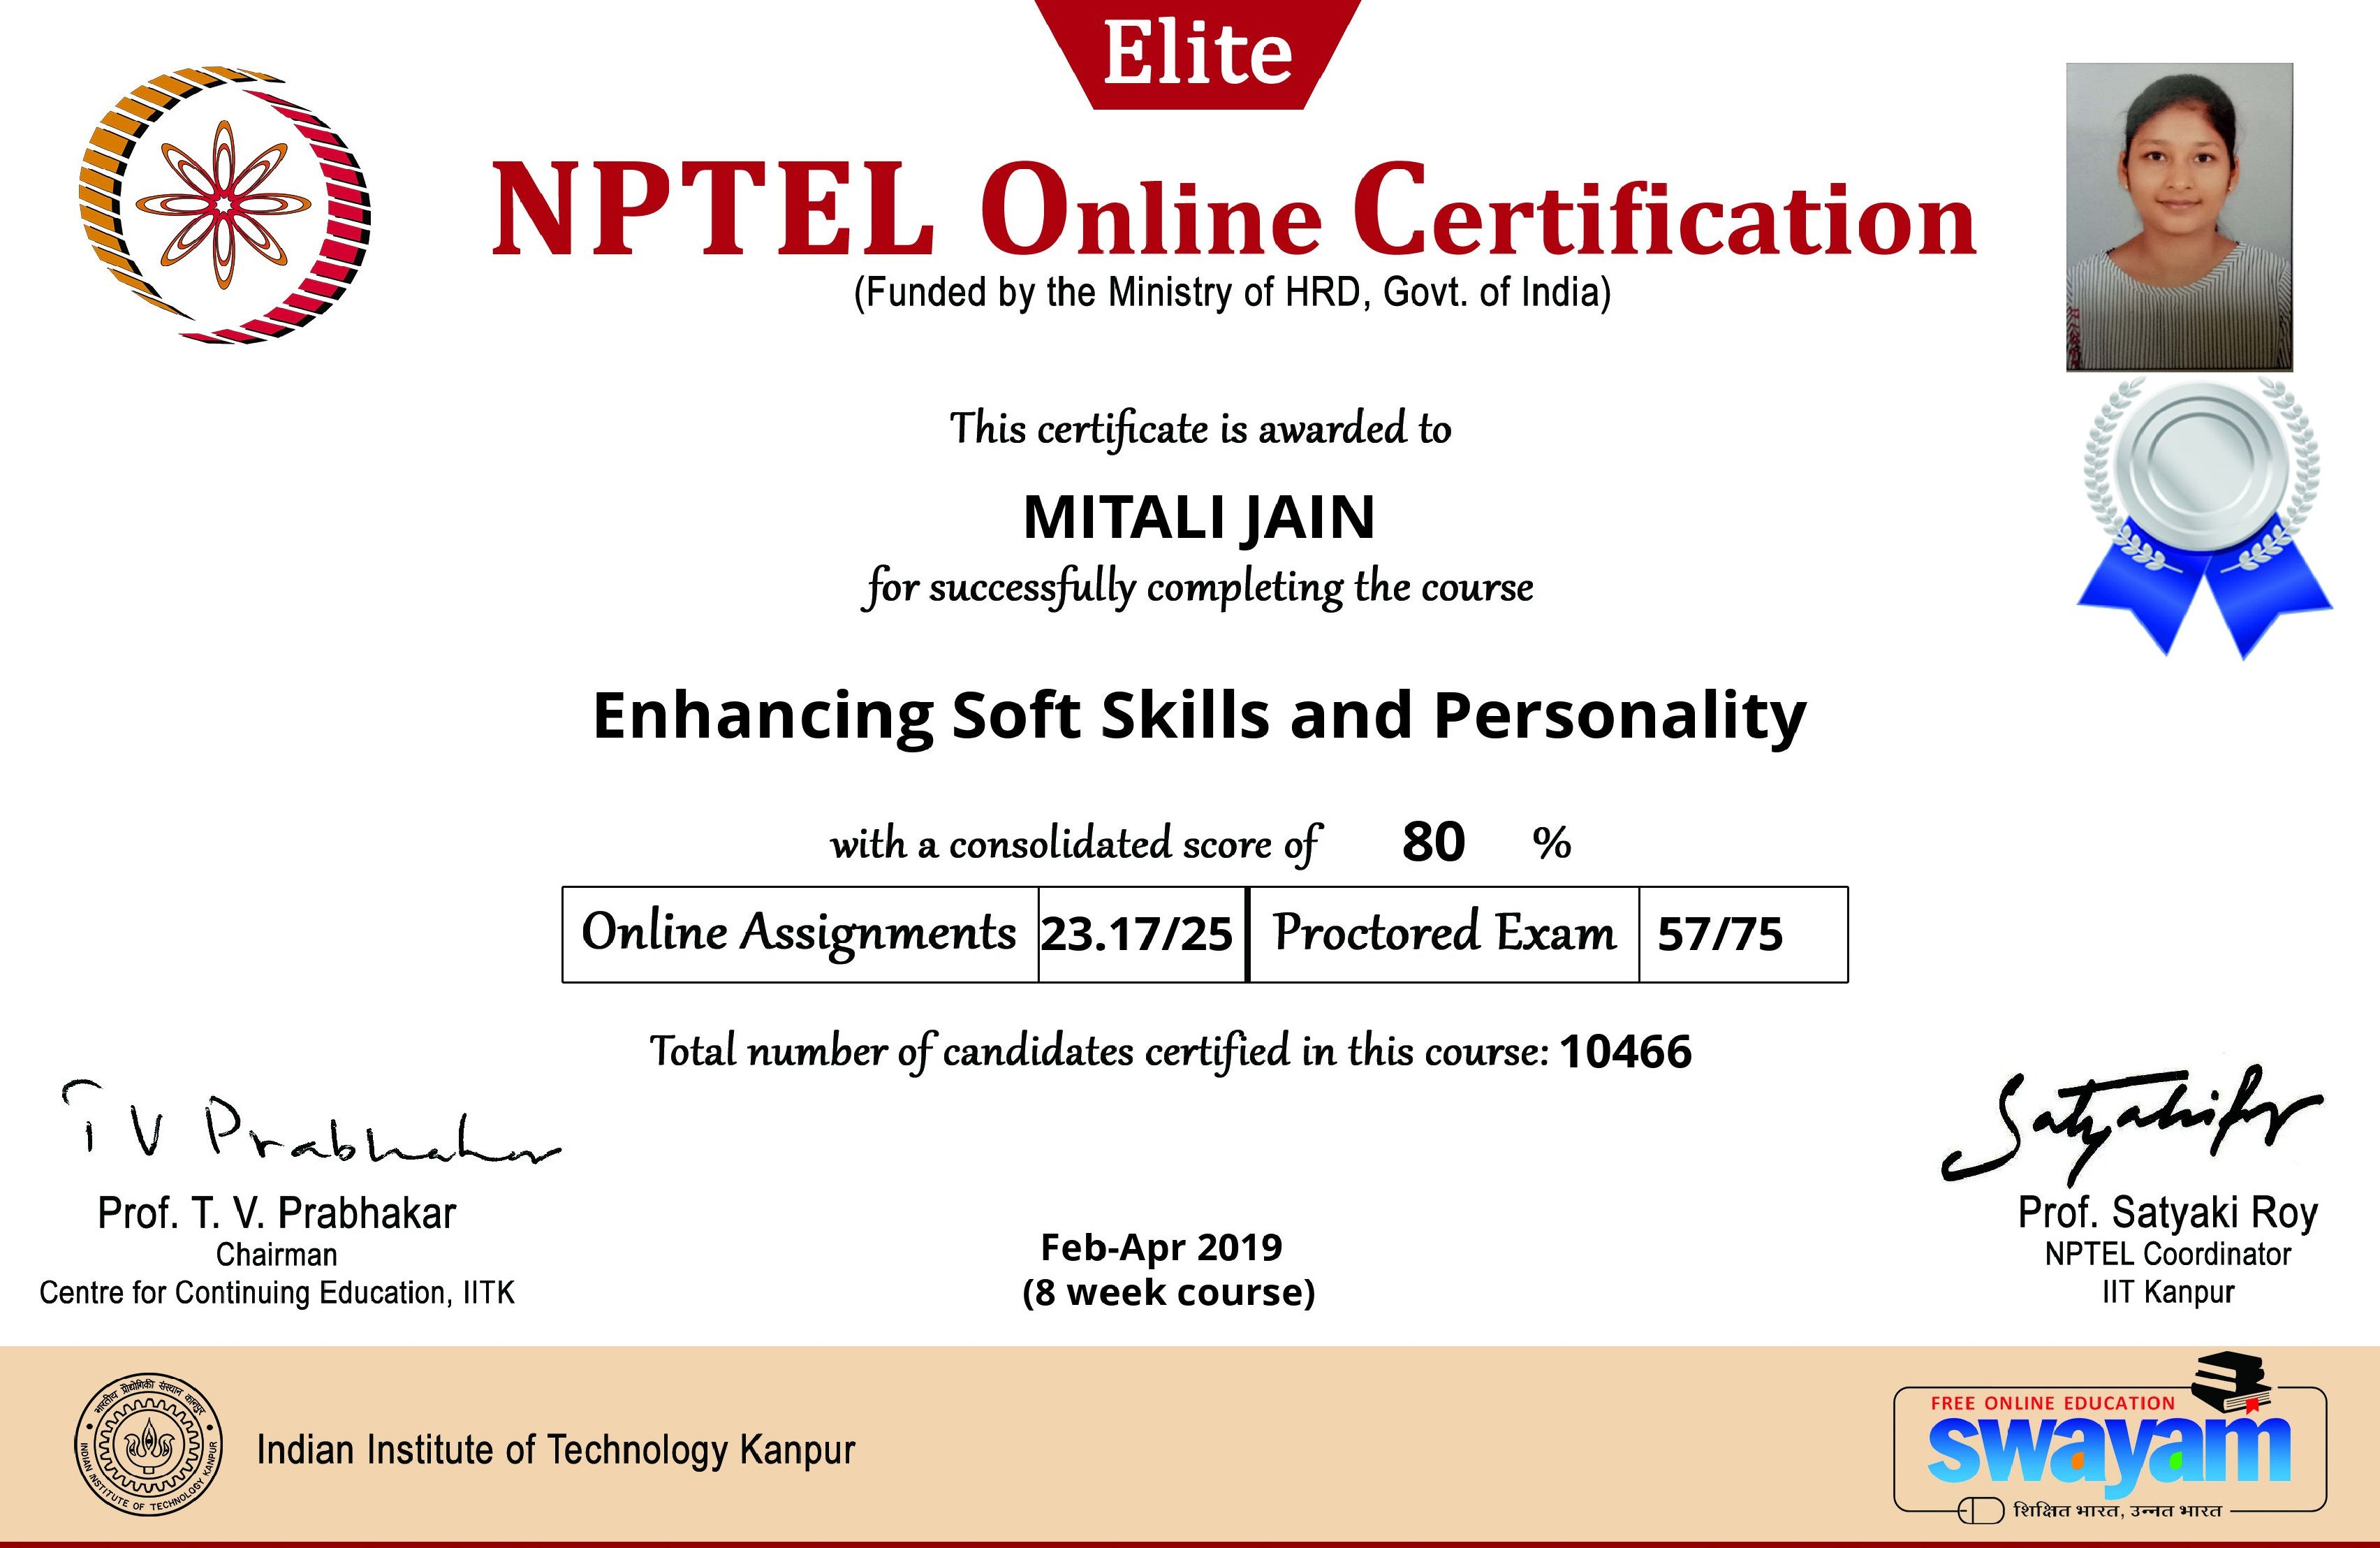 Elite
NPTEL Online Certification
(Funded by the Ministry of HRD, Govt. of India)
This certificate is awarded to
MITALI JAIN
for successfully completing the course
Enhancing Soft Skills and Personality
with a consolidated score of 80 %
Online Assignments 23.17/25 Proctored Exam 57/75
Total number of candidates certified in this course: 10466
T V Prabhakar
Prof. T. V. Prabhakar
Chairman
Centre for Continuing Education, IITK
Feb-Apr 2019
(8 week course)
Prof. Satyaki Roy
NPTEL Coordinator
IIT Kanpur
भारतीय प्रौद्योगिकी संस्थान कानपुर
INDIAN INSTITUTE OF TECHNOLOGY KANPUR
Indian Institute of Technology Kanpur
FREE ONLINE EDUCATION
swayam
शिक्षित भारत, उन्नत भारत